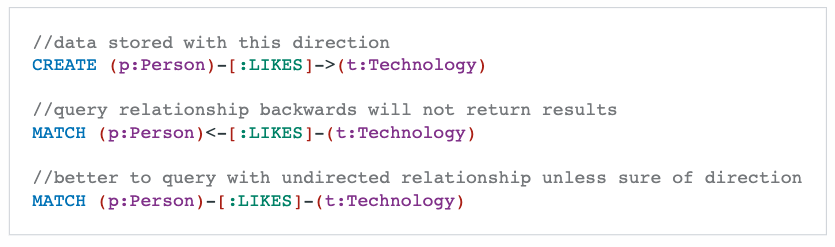 //data stored with this direction
CREATE (p:Person)-[:LIKES]->(t:Technology)
//query relationship backwards will not return results
MATCH (p:Person)<-[:LIKES]-(t:Technology)
//better to query with undirected relationship unless sure of direction
MATCH (p:Person)-[:LIKES]-(t:Technology)